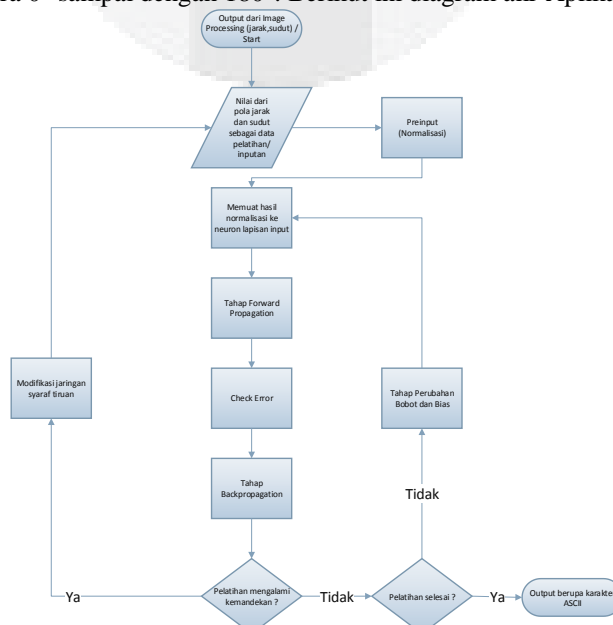 sampai dengan 180 . Berikut ini diagram alir
Output dari Image
Processing (jarak,sudut) /
Start
Nilai dari
pola jarak
dan sudut
sebagai data
pelatihan/
inputan
Preinput
(Normalisasi)
Memuat hasil
normalisasi ke
neuron lapisan input
Tahap Forward
Propagation
Modifikasi jaringan
syaraf tiruan
Check Error
Tahap Perubahan
Bobot dan Bias
Tahap
Backpropagation
Tidak
Pelatihan mengalami
kemandekan ?
Pelatihan selesai ?
Output berupa karakter
ASCII
Ya
Tidak
Ya